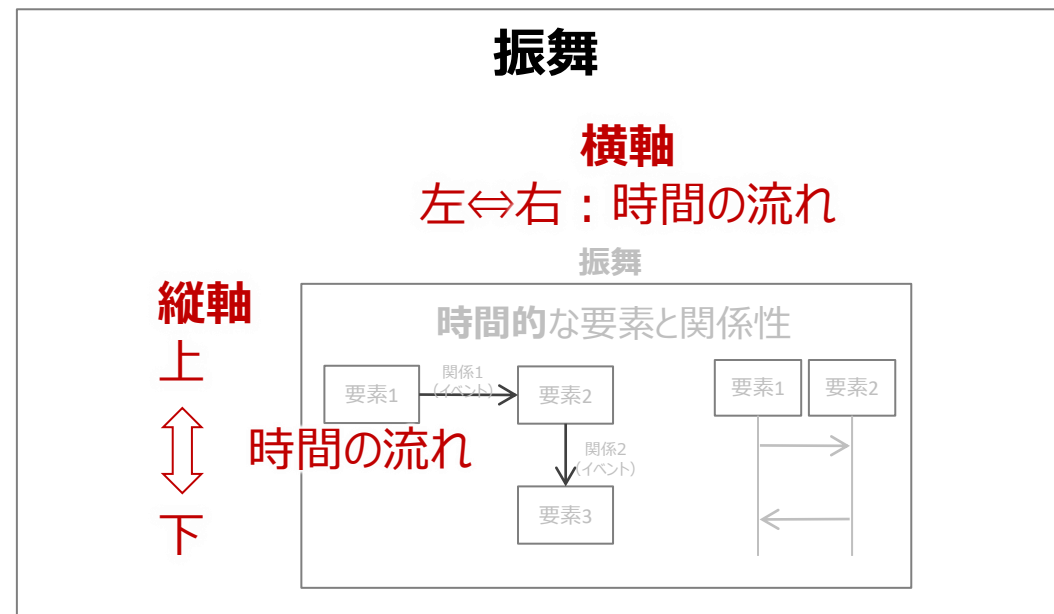 振舞
横軸
左⇔右：時間の流れ
振舞
縦軸
上
時間の流れ
下
時間的な要素と関係性
要素1
関係1
（イベント）
要素2
関係2
（イベント）
要素3
要素1
要素2